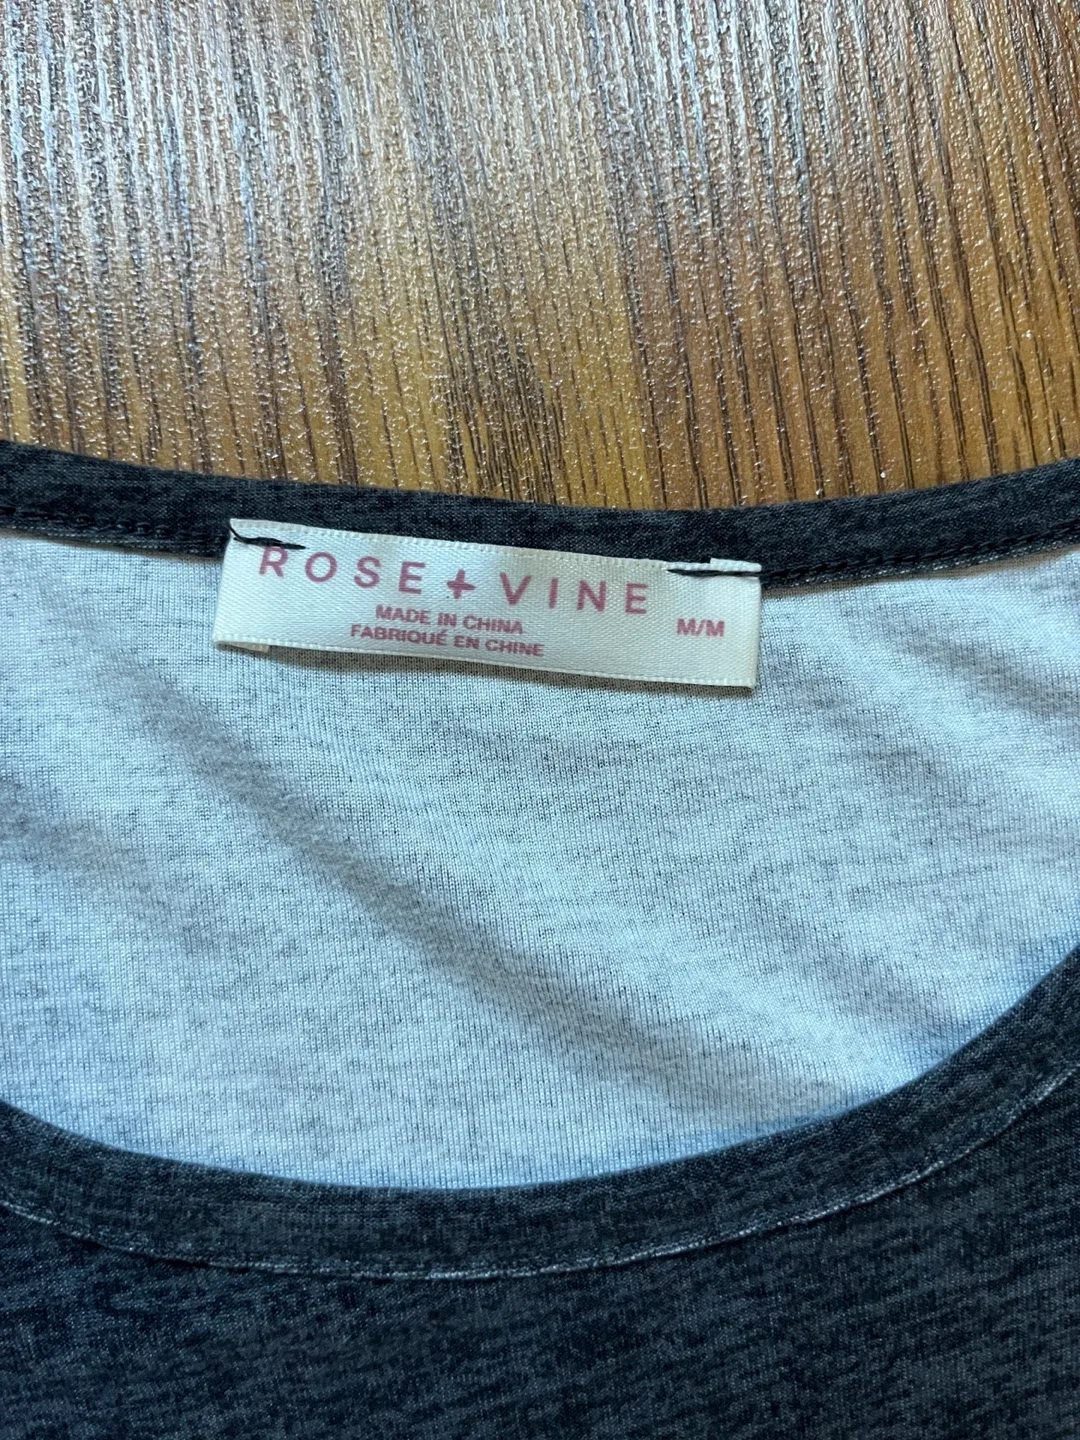 ROSE + VINE
MADE IN CHINA
FABRIQUÉ EN CHINE
M/M